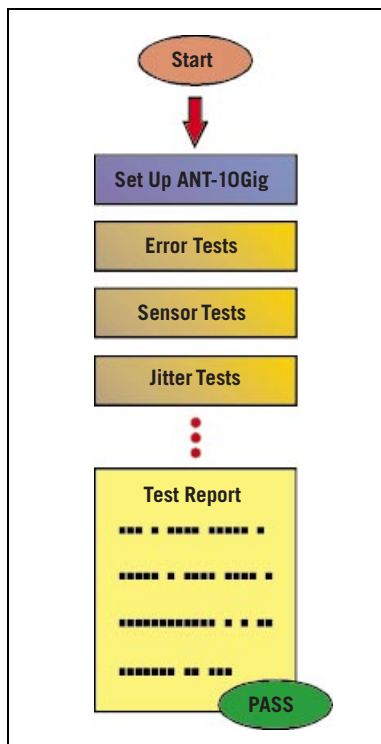 Start
Set Up ANT-10Gig
Error Tests
Sensor Tests
Jitter Tests
Test Report
PASS